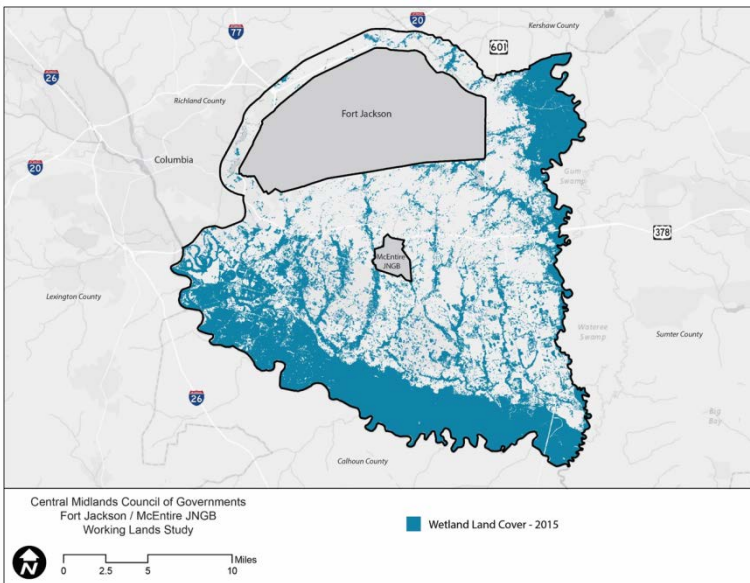 Kershaw County
20
77
601
26
Richland County
Fort Jackson
Columbia
20
Gum
Swamp
378
McEntire
JNGB
Lexington County
Wateree
Swamp
Sumter County
26
Big
Bay
Calhoun County
Central Midlands Council of Governments
Fort Jackson / McEntire JNGB
Working Lands Study
Wetland Land Cover - 2015
N
0 2.5 5 10 Miles